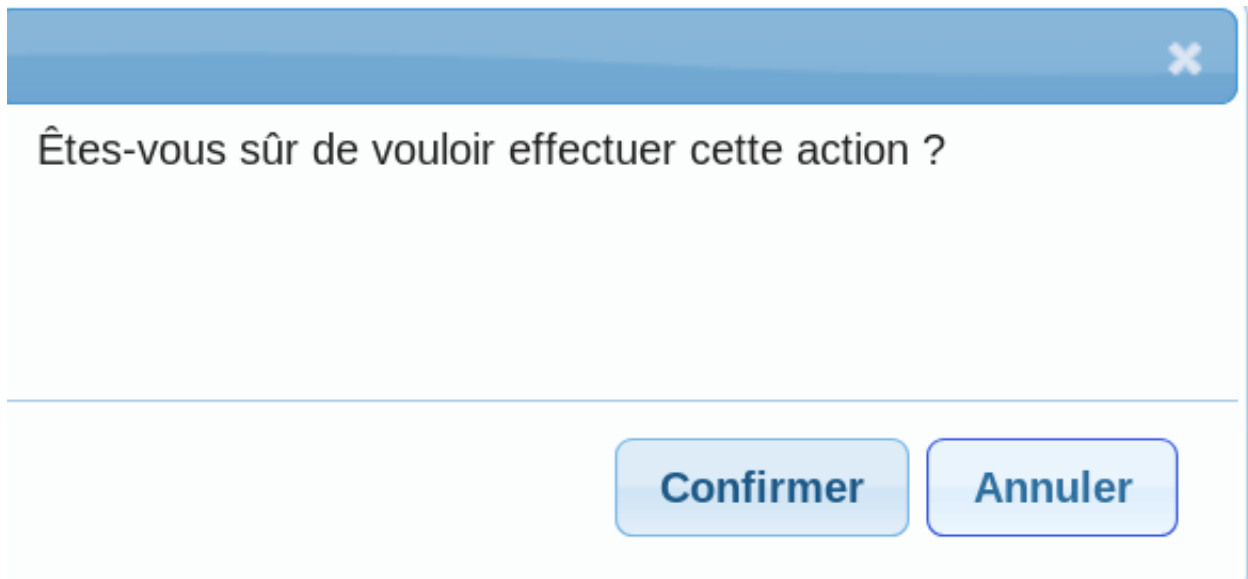 Êtes-vous sûr de vouloir effectuer cette action ?
Confirmer Annuler